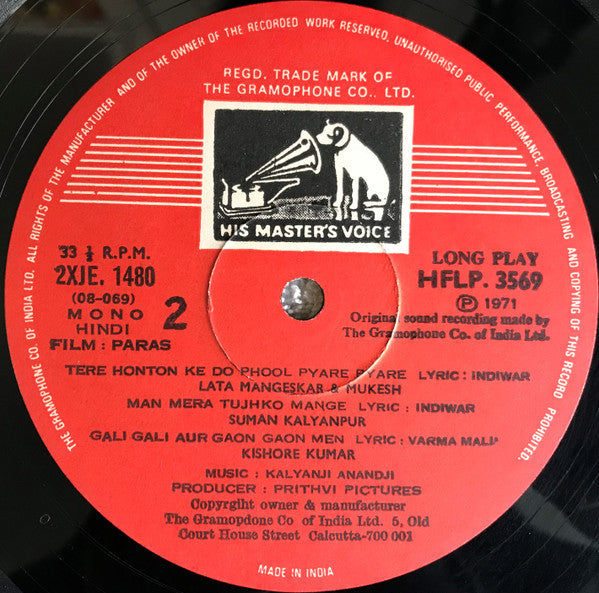 ALL RIGHTS OF THE MANUFACTURER AND OF THE OWNER OF THE RECORDED WORK RESERVED. UNAUTHORISED PUBLIC PERFORMANCE, BROADCASTING AND COPYING OF THIS RECORD PROHIBITED.
THE GRAMOPHONE CO. OF INDIA LTD.
REGD. TRADE MARK OF
THE GRAMOPHONE CO., LTD.
HIS MASTER'S VOICE
33 ⅓ R.P.M.
2XJE. 1480
(08-069)
MONO
HINDI
2
FILM : PARAS
LONG PLAY
HFLP. 3569
Ⓟ 1971
Original sound recording made by
The Gramophone Co. of India Ltd.
TERE HONTON KE DO PHOOL PYARE PYARE LYRIC : INDIWAR
LATA MANGESKAR & MUKESH
MAN MERA TUJHKO MANGE LYRIC : INDIWAR
SUMAN KALYANPUR
GALI GALI AUR GAON GAON MEN LYRIC : VARMA MALI'
KISHORE KUMAR
MUSIC : KALYANJI ANANDJI
PRODUCER : PRITHVI PICTURES
Copyrgiht owner & manufacturer
The Gramopdone Co of India Ltd. 5, Old
Court House Street Calcutta-700 001
MADE IN INDIA